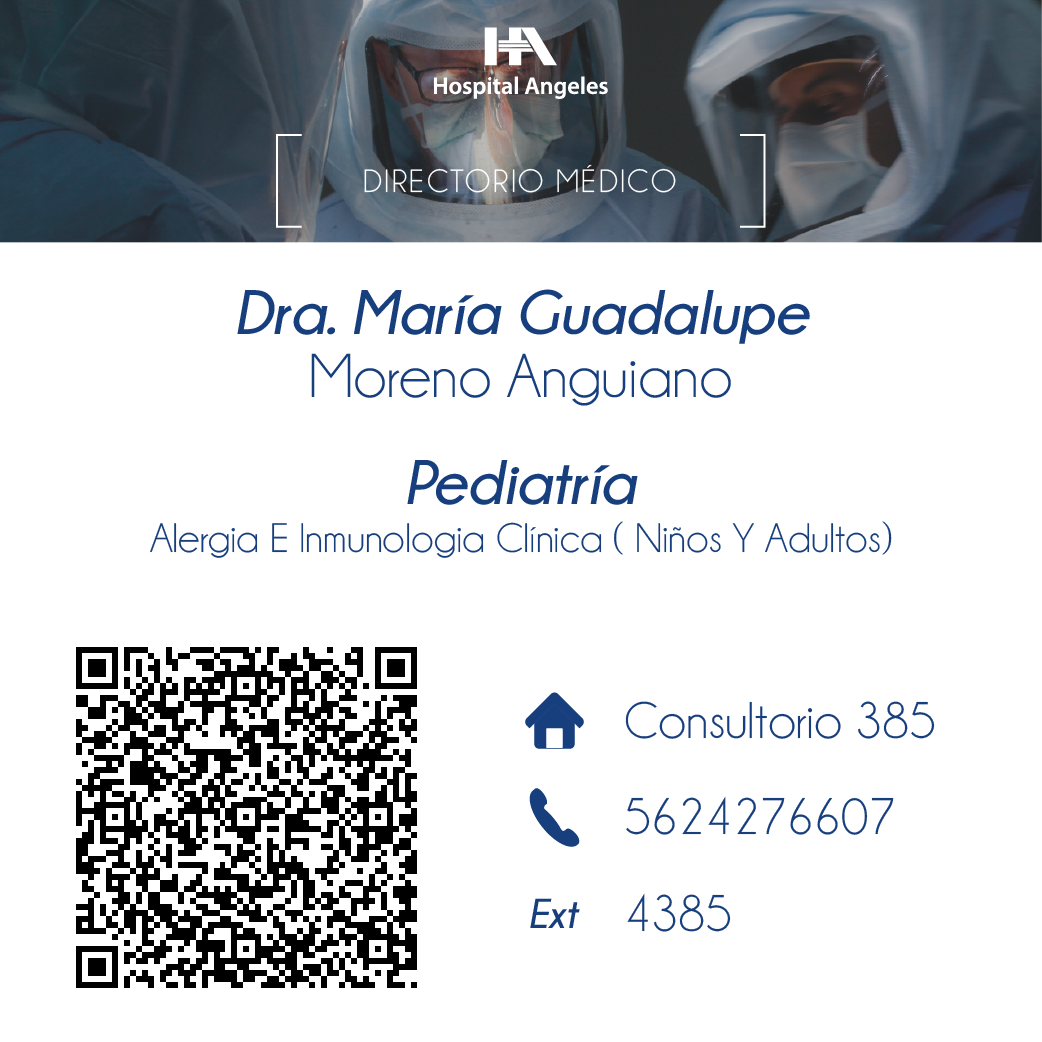 HA
Hospital Angeles
DIRECTORIO MÉDICO
Dra. María Guadalupe
Moreno Anguiano
Pediatría
Alergia E Inmunologia Clínica ( Niños Y Adultos)
Consultorio 385
5624276607
Ext 4385